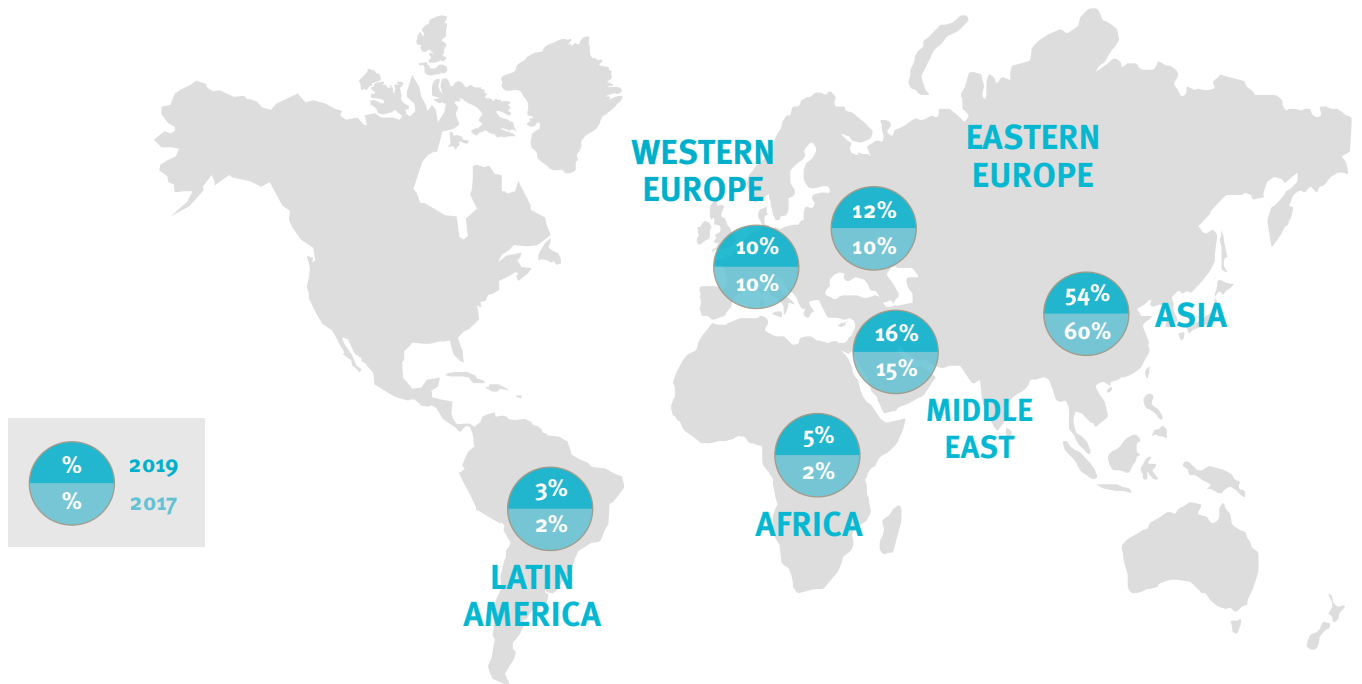 WESTERN
EUROPE
10%
10%
EASTERN
EUROPE
12%
10%
54%
60%
ASIA
16%
15%
MIDDLE
EAST
5%
2%
AFRICA
3%
2%
LATIN
AMERICA
% 2019
% 2017